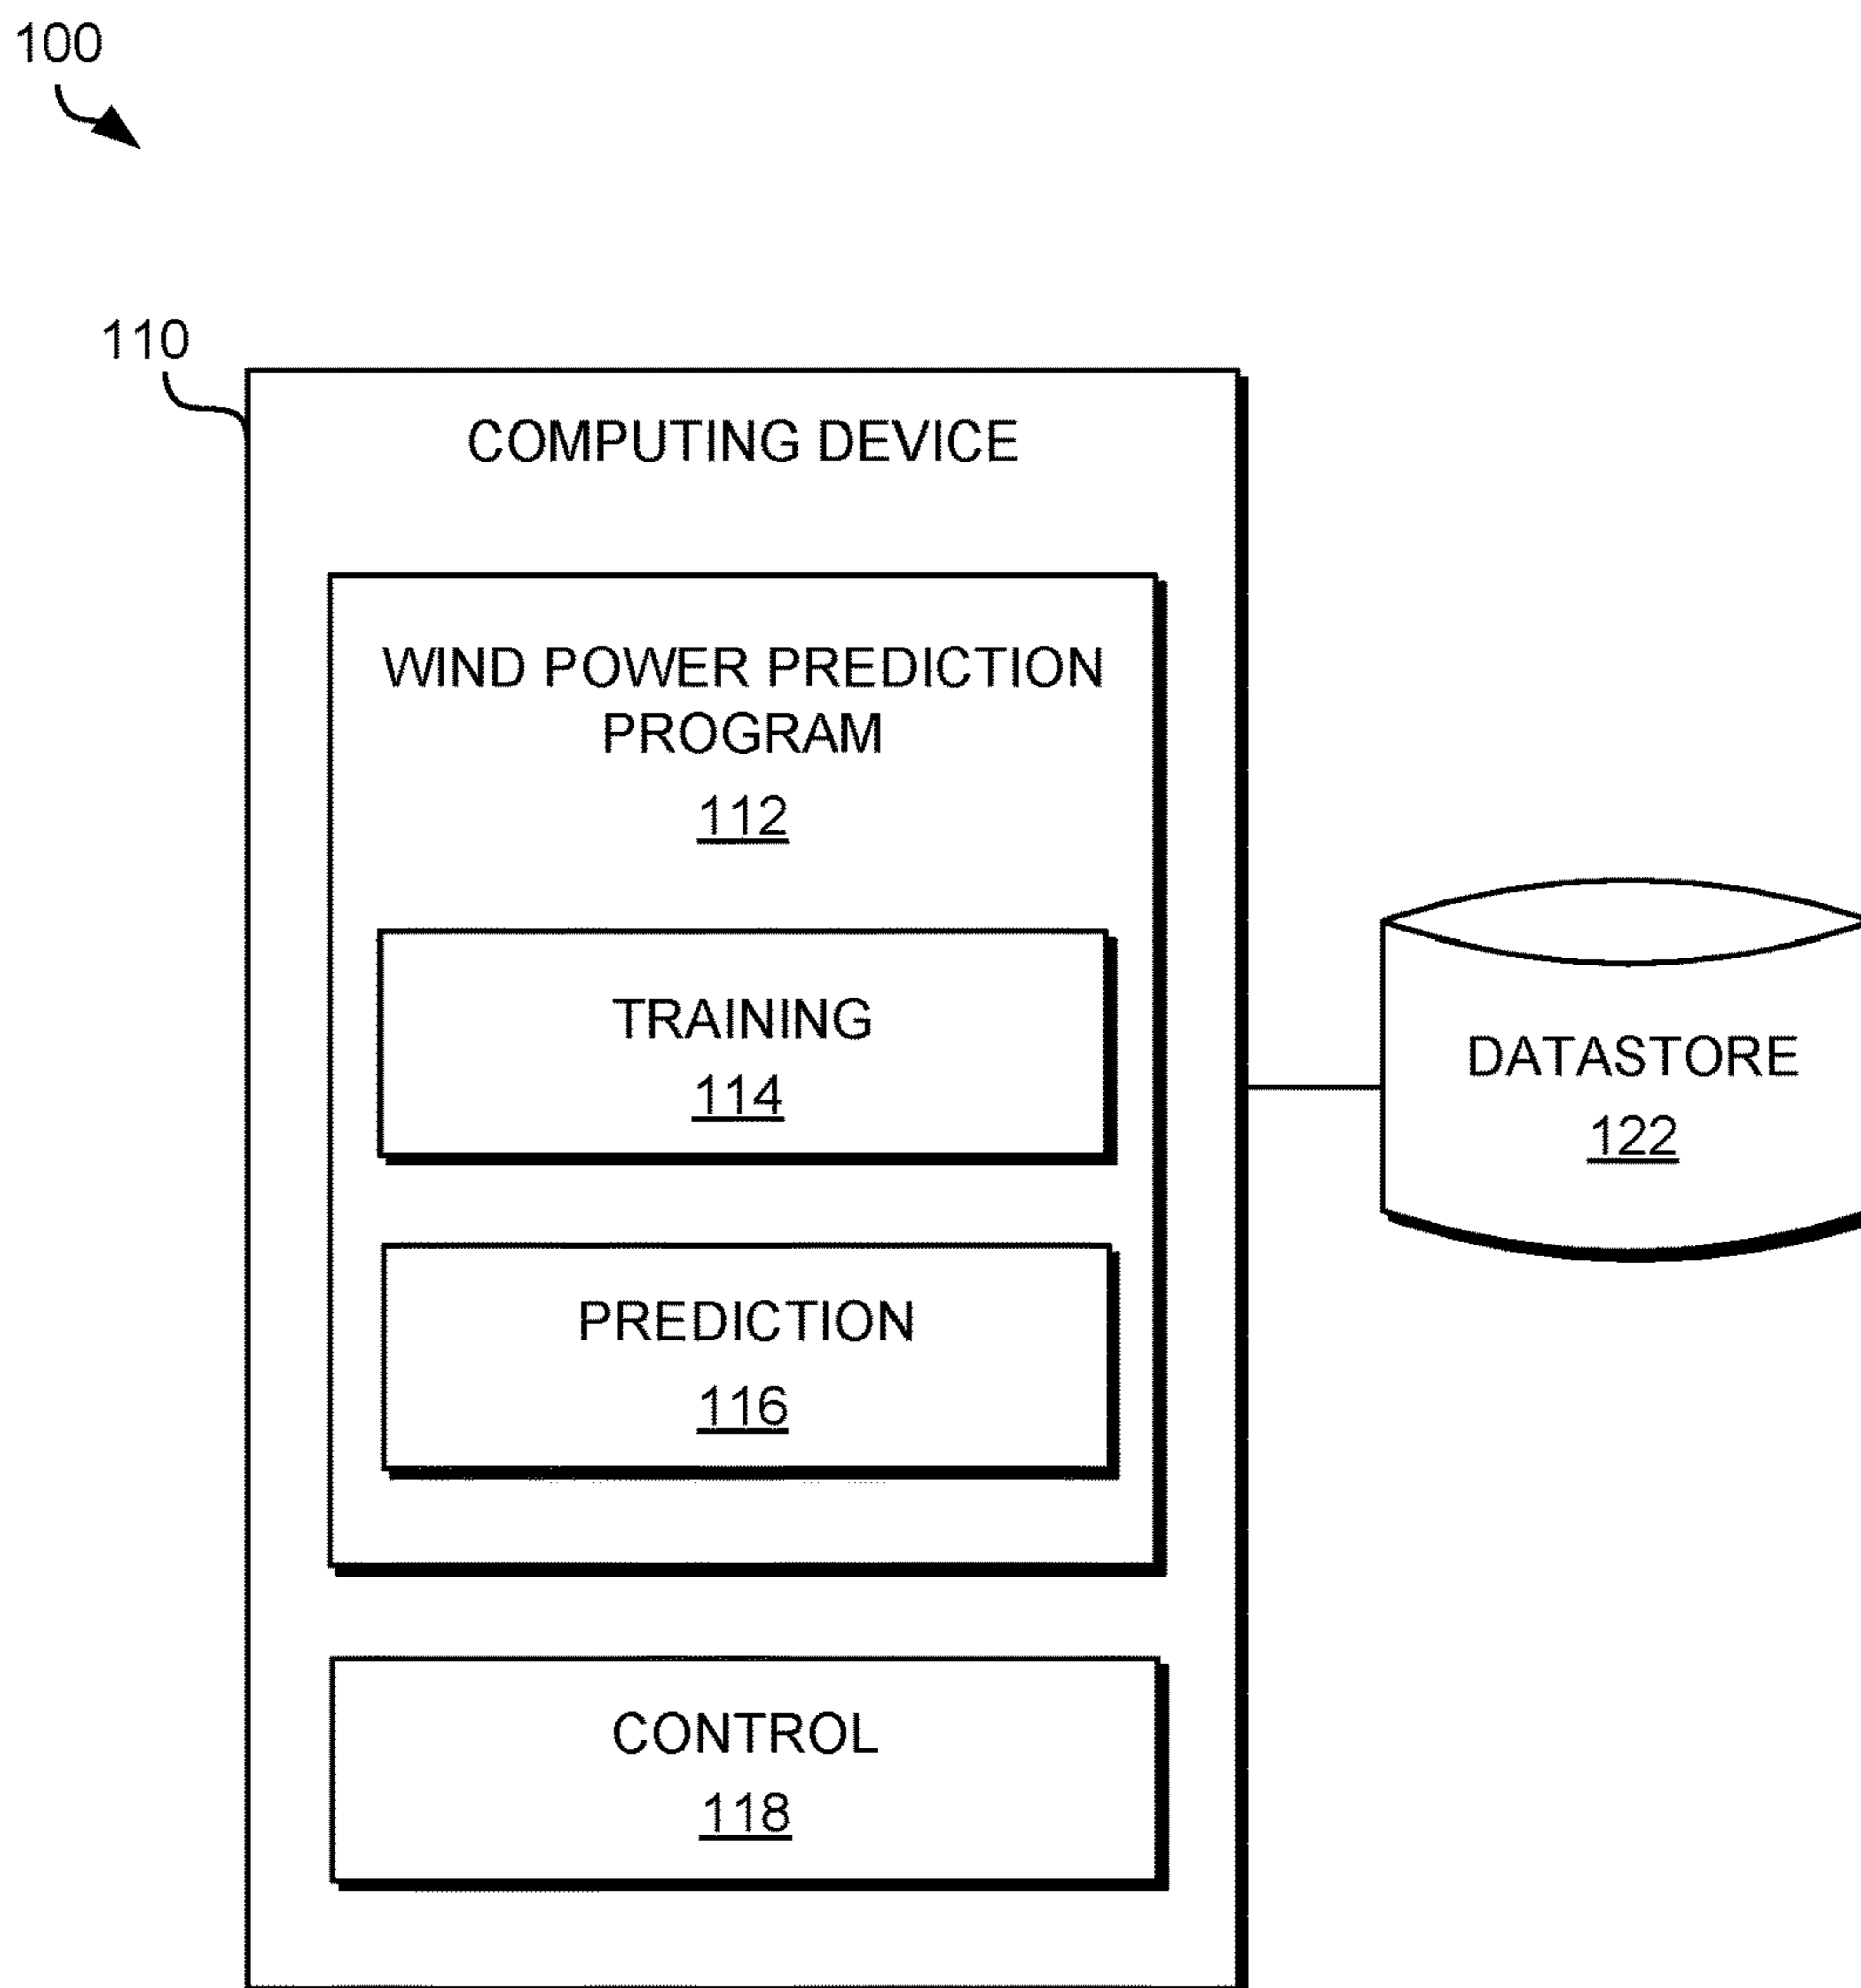 100
110
COMPUTING DEVICE
WIND POWER PREDICTION
PROGRAM
112
TRAINING
114
PREDICTION
116
CONTROL
118
DATASTORE
122